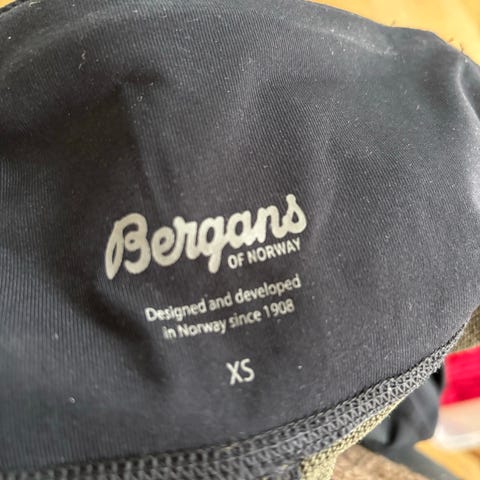 Bergans
OF NORWAY
Designed and developed
in Norway since 1908
XS